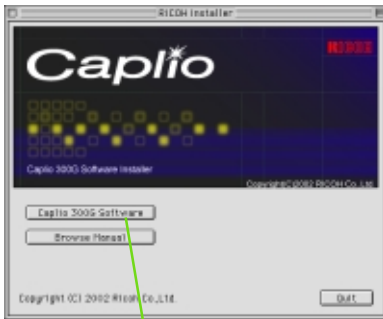 RICOH Installer
Caplio
RICOH
Caplio 300G Software Installer
Copyright(C)2002 RICOH Co.,Ltd.
Caplio 300G Software
Browse Manual
Copyright (C) 2002 Ricoh Co.,Ltd.
Quit